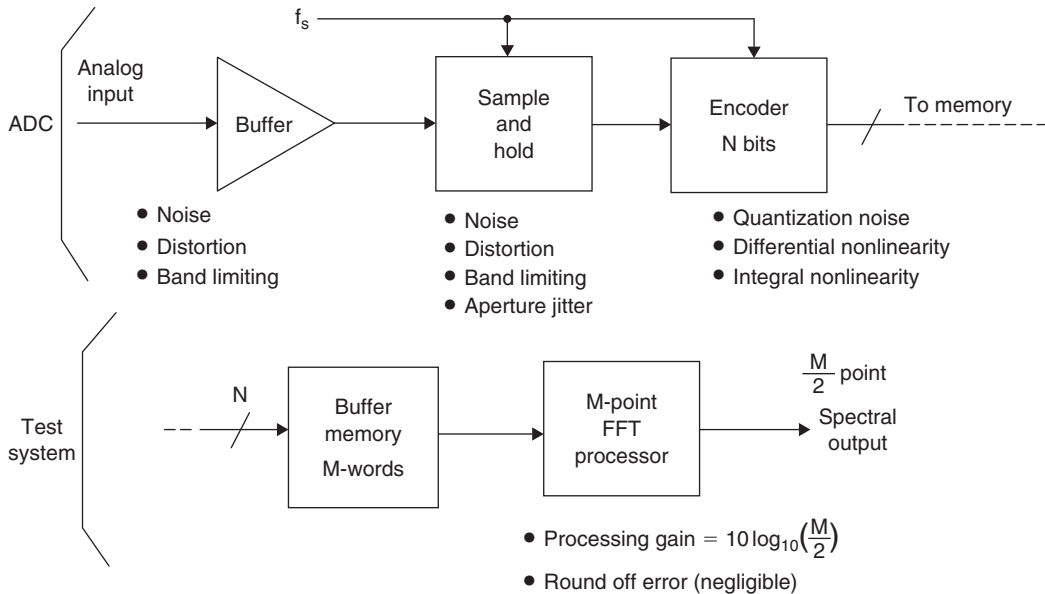 f_s
ADC
Analog
input
Buffer
Sample
and
hold
Encoder
N bits
To memory
● Noise
● Distortion
● Band limiting
● Noise
● Distortion
● Band limiting
● Aperture jitter
● Quantization noise
● Differential nonlinearity
● Integral nonlinearity
Test
system
N
Buffer
memory
M-words
M-point
FFT
processor
M/2 point
Spectral
output
● Processing gain = 10 log₁₀(M/2)
● Round off error (negligible)